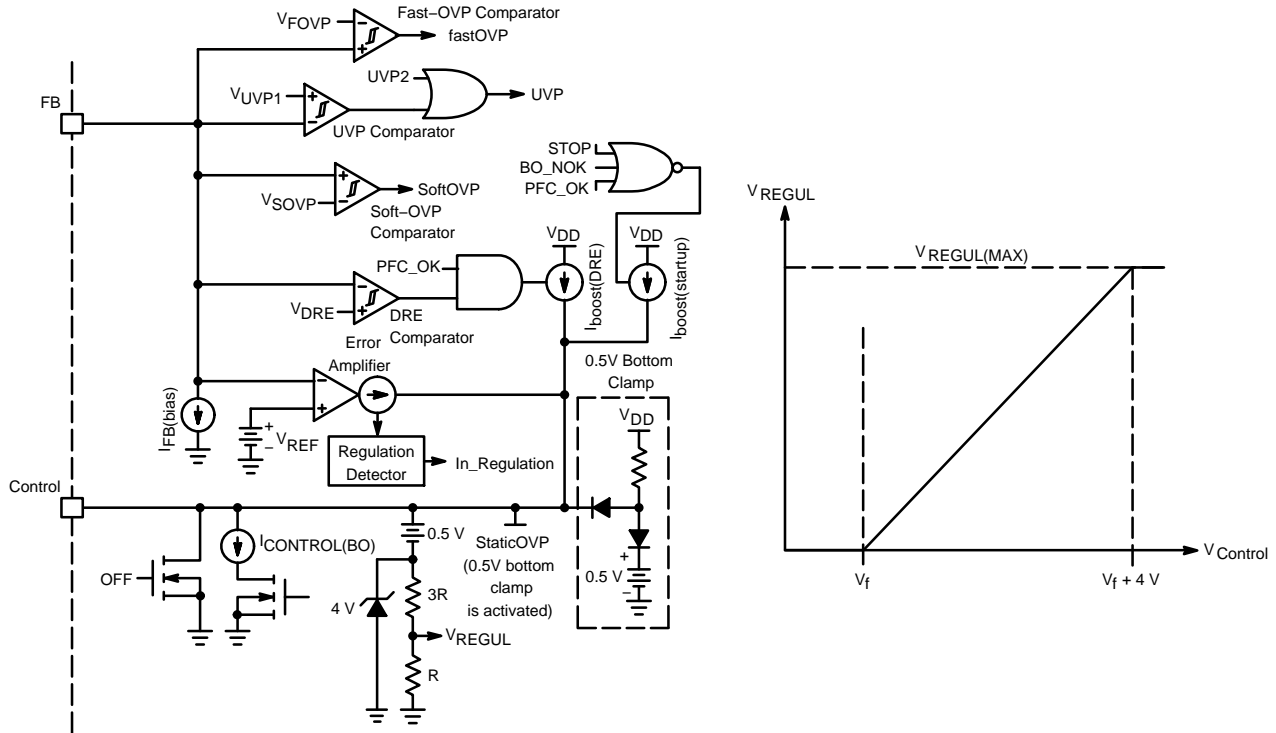 Fast–OVP Comparator
VFOVP
fastOVP
UVP2
UVP
FB
VUVP1
UVP Comparator
STOP
BO_NOK
PFC_OK
SoftOVP
VSOVP
Soft–OVP
Comparator
VDD
VDD
PFC_OK
Iboost(DRE)
Iboost(startup)
VDRE
DRE
Comparator
Error
Amplifier
0.5V Bottom
Clamp
VDD
IFB(bias)
+
–
VREF
Regulation
Detector
In_Regulation
Control
0.5 V
ICONTROL(BO)
StaticOVP
(0.5V bottom
clamp
is activated)
OFF
4 V
3R
VREGUL
R
+
0.5 V
–
VREGUL
VREGUL(MAX)
VControl
Vf
Vf + 4 V